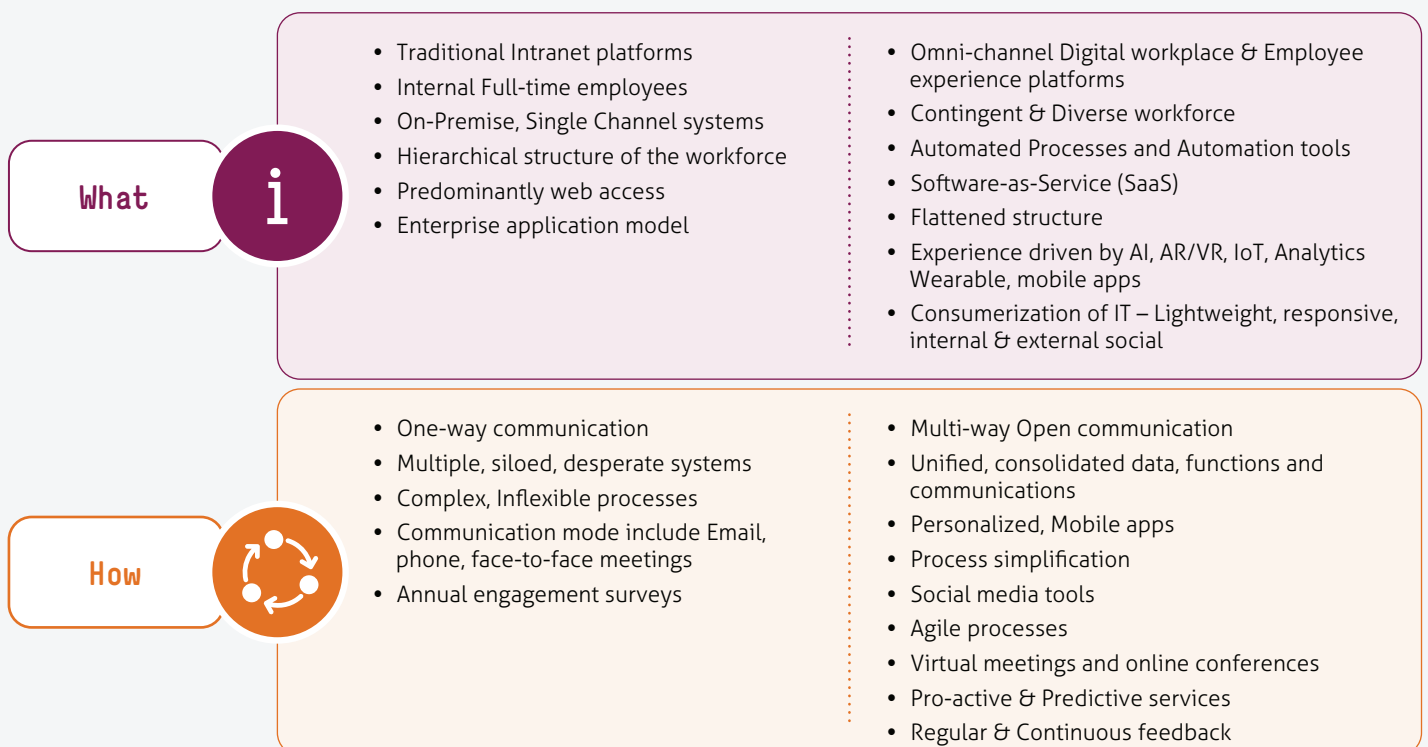 What
i
• Traditional Intranet platforms
• Internal Full-time employees
• On-Premise, Single Channel systems
• Hierarchical structure of the workforce
• Predominantly web access
• Enterprise application model
• Omni-channel Digital workplace & Employee
experience platforms
• Contingent & Diverse workforce
• Automated Processes and Automation tools
• Software-as-Service (SaaS)
• Flattened structure
• Experience driven by AI, AR/VR, IoT, Analytics
Wearable, mobile apps
• Consumerization of IT – Lightweight, responsive,
internal & external social
How
• One-way communication
• Multiple, siloed, desperate systems
• Complex, Inflexible processes
• Communication mode include Email,
phone, face-to-face meetings
• Annual engagement surveys
• Multi-way Open communication
• Unified, consolidated data, functions and
communications
• Personalized, Mobile apps
• Process simplification
• Social media tools
• Agile processes
• Virtual meetings and online conferences
• Pro-active & Predictive services
• Regular & Continuous feedback